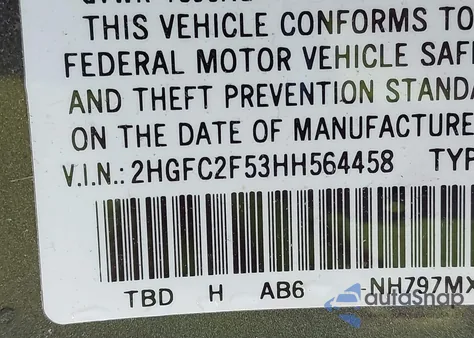 THIS VEHICLE CONFORMS TO
FEDERAL MOTOR VEHICLE SAF
AND THEFT PREVENTION STANDA
ON THE DATE OF MANUFACTURE
V.I.N.: 2HGFC2F53HH564458 TYP
TBD H AB6 -NH797MX
autoshop